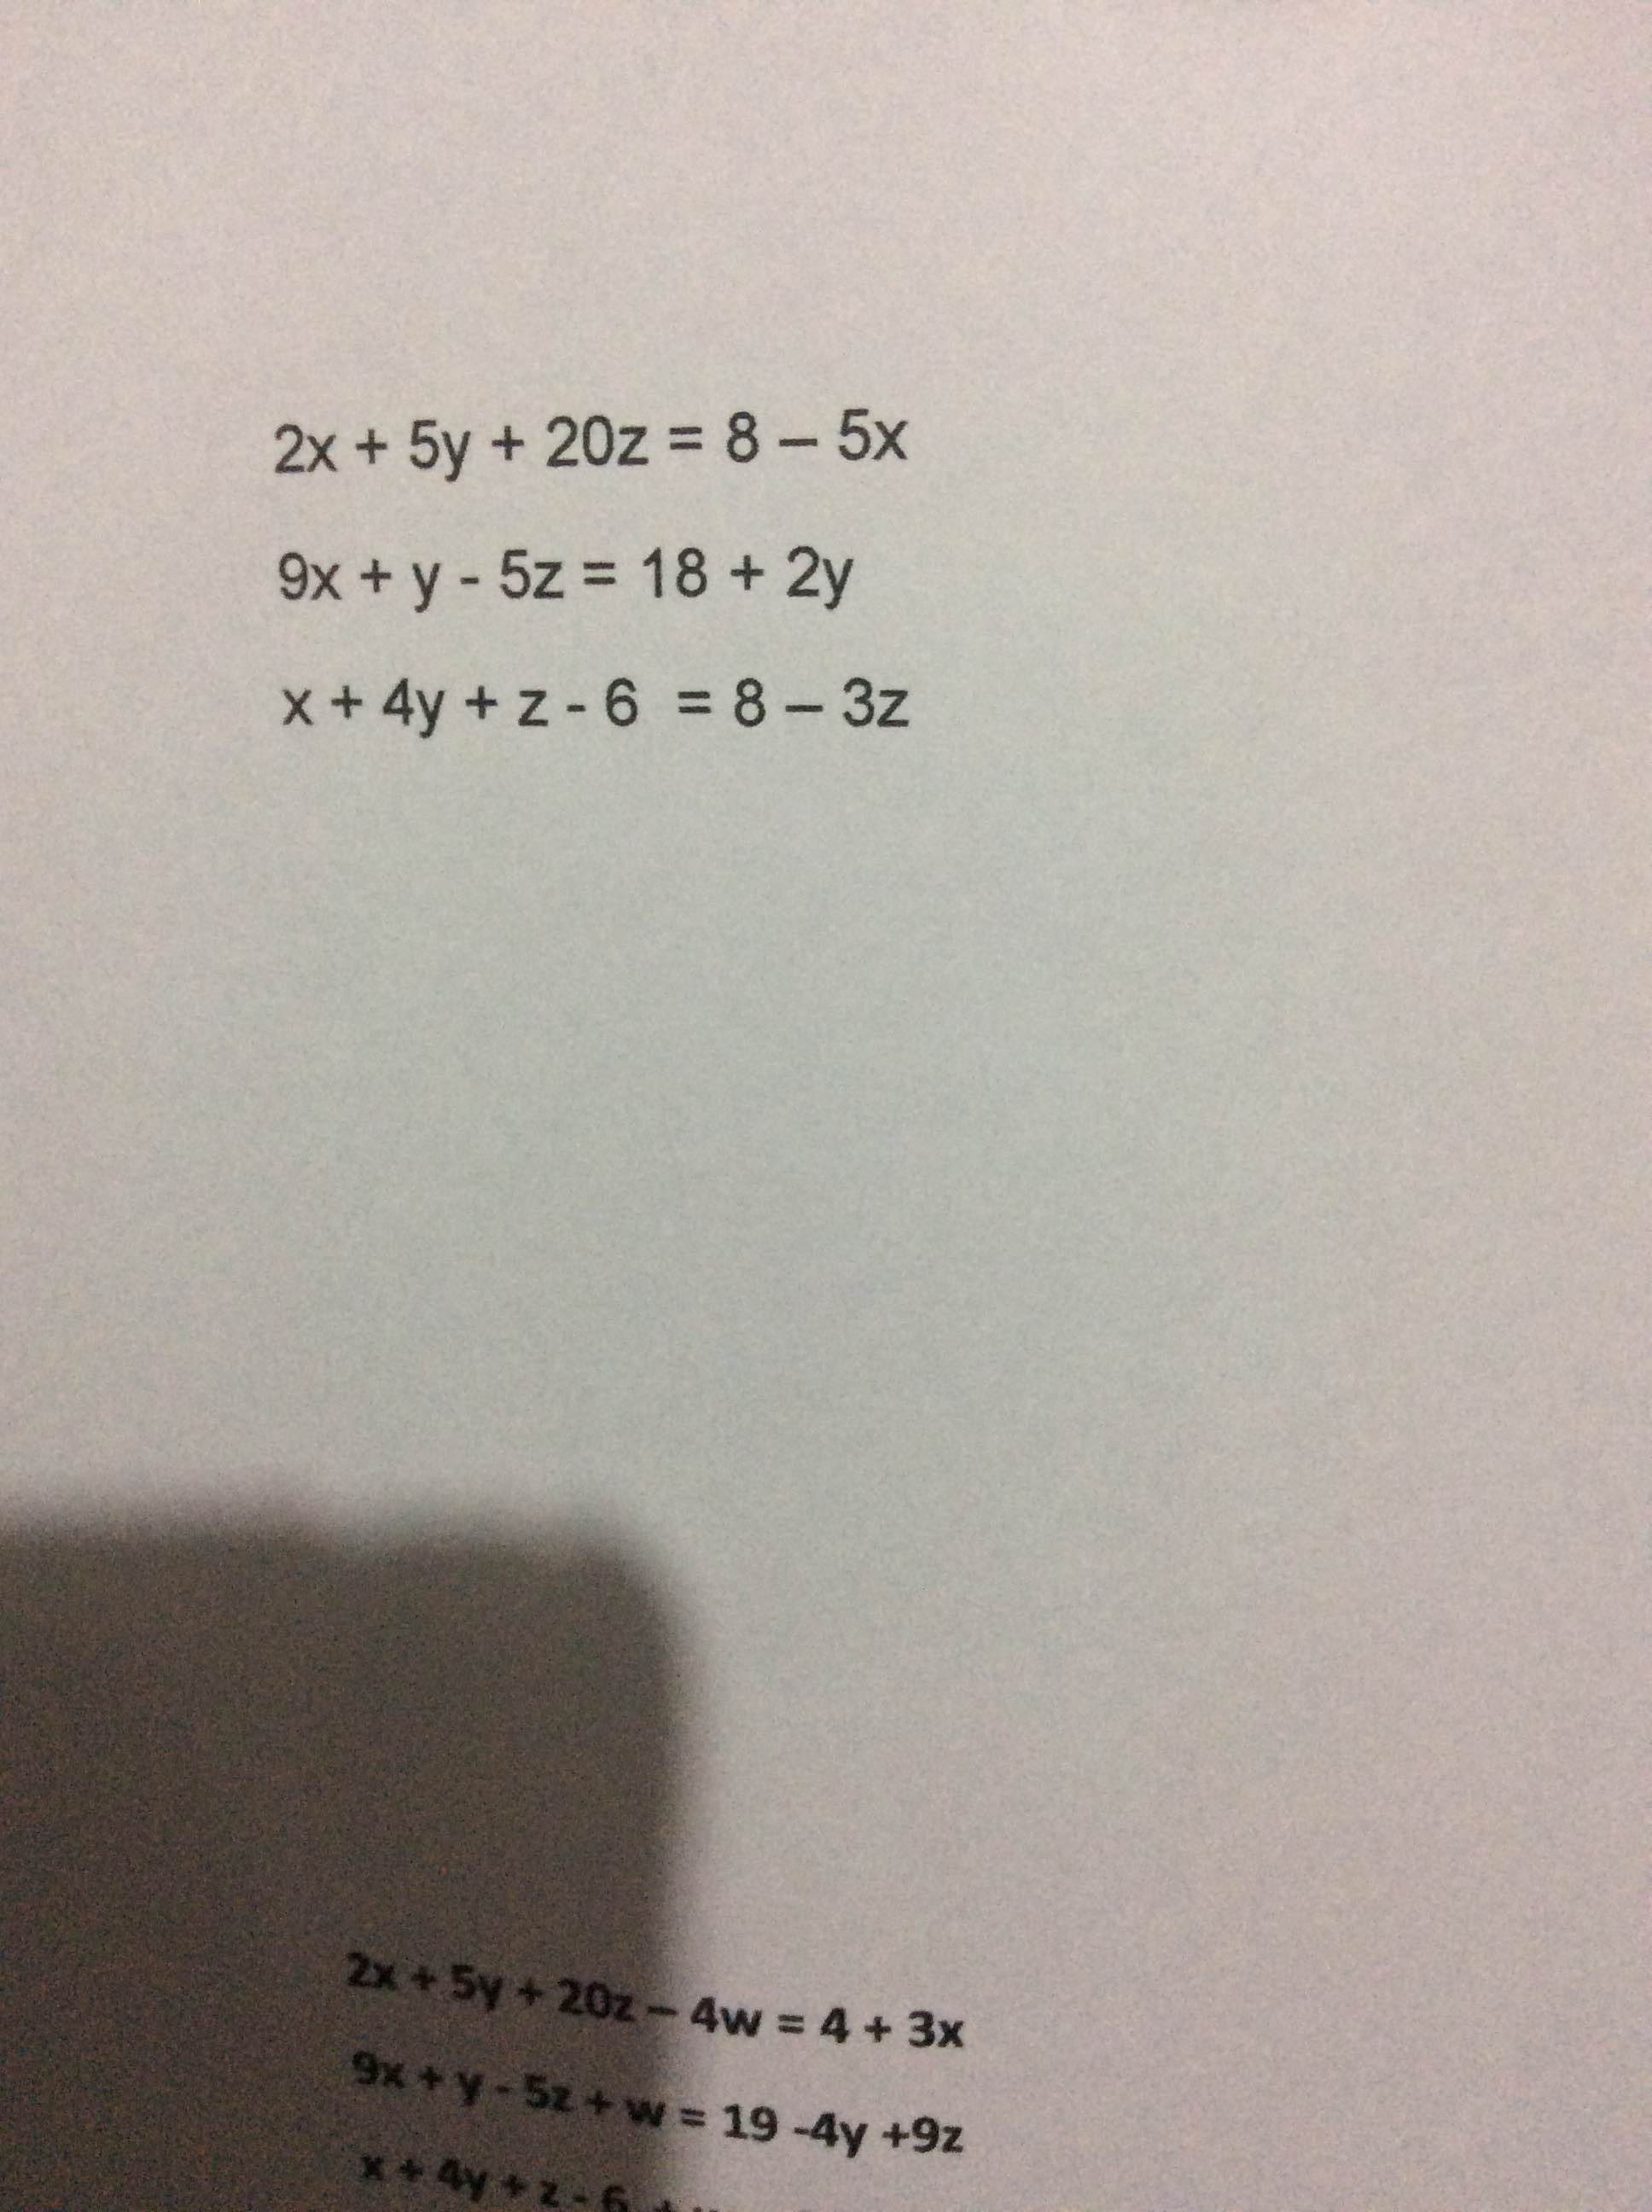 2x + 5y + 20z = 8 – 5x
9x + y - 5z = 18 + 2y
x + 4y + z - 6 = 8 – 3z
2x + 5y + 20z – 4w = 4 + 3x
9x + y - 5z + w = 19 -4y +9z
x + 4y + z - 6 +